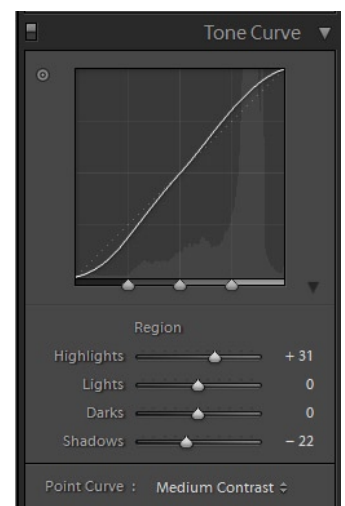 Tone Curve
Region
Highlights + 31
Lights 0
Darks 0
Shadows – 22
Point Curve : Medium Contrast